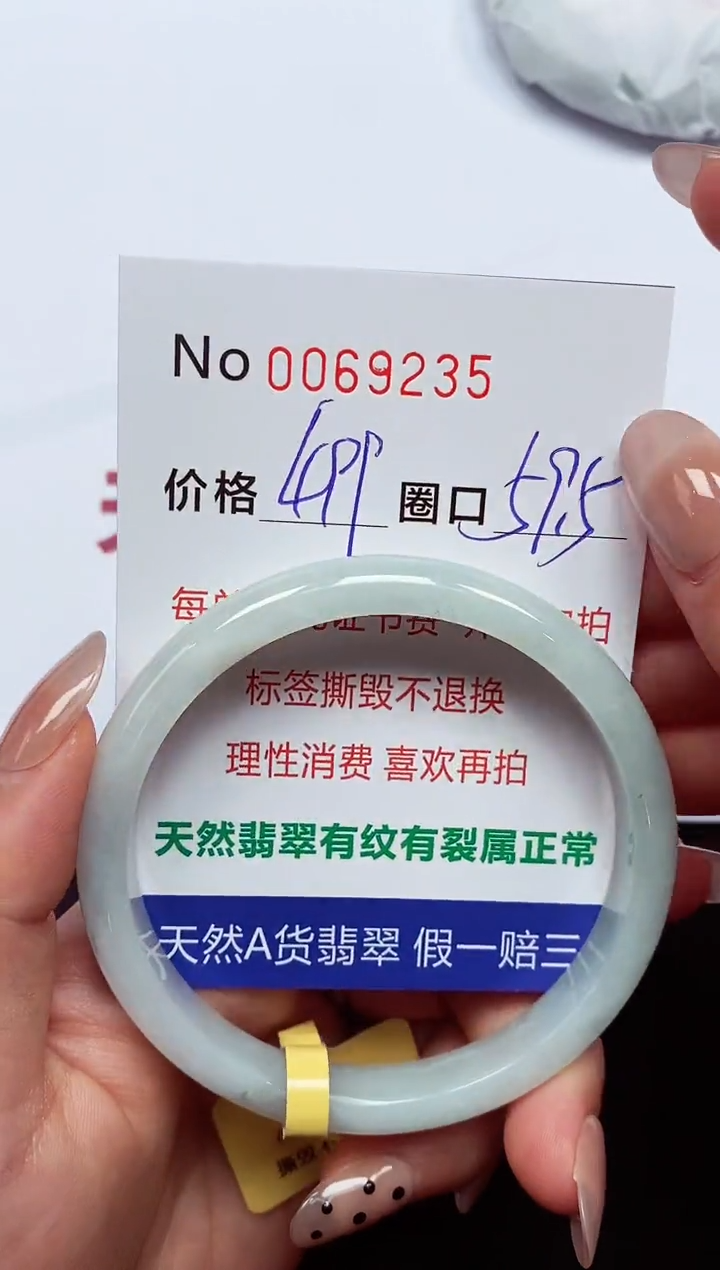 No 0069235
价格 499 圈口 59.5
标签撕毁不退换
理性消费 喜欢再拍
天然翡翠有纹有裂属正常
天然A货翡翠 假一赔三